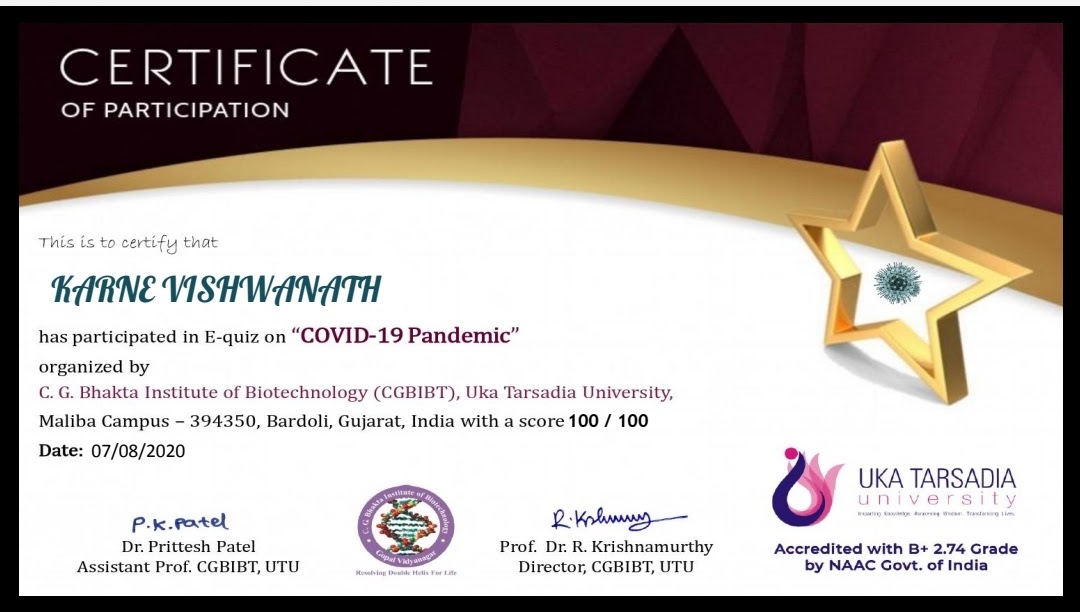 CERTIFICATE
OF PARTICIPATION
This is to certify that
KARNE VISHWANATH
has participated in E-quiz on “COVID-19 Pandemic”
organized by
C. G. Bhakta Institute of Biotechnology (CGBIBT), Uka Tarsadia University,
Maliba Campus – 394350, Bardoli, Gujarat, India with a score 100 / 100
Date: 07/08/2020
P.K.Patel
Dr. Prittesh Patel
Assistant Prof. CGBIBT, UTU
C. G. Bhakta Institute of Biotechnology
Gopal Vidyanagar
Resolving Double Helix For Life
Prof. Dr. R. Krishnamurthy
Director, CGBIBT, UTU
UKA TARSADIA
university
Imparting Knowledge. Awakening Wisdom. Transforming Lives.
Accredited with B+ 2.74 Grade
by NAAC Govt. of India